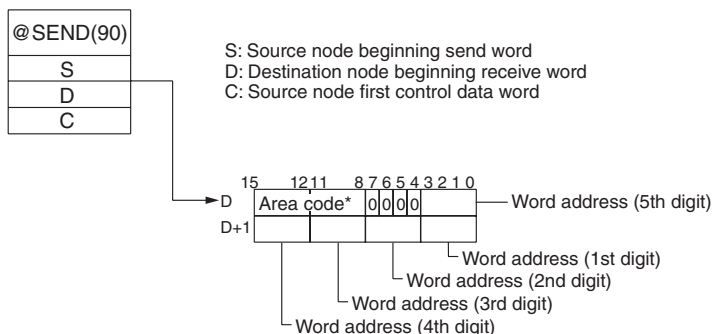 @SEND(90)
S
D
C
S: Source node beginning send word
D: Destination node beginning receive word
C: Source node first control data word
15 12 11 8 7 6 5 4 3 2 1 0
D Area code* 0 0 0 0 Word address (5th digit)
D+1
Word address (1st digit)
Word address (2nd digit)
Word address (3rd digit)
Word address (4th digit)